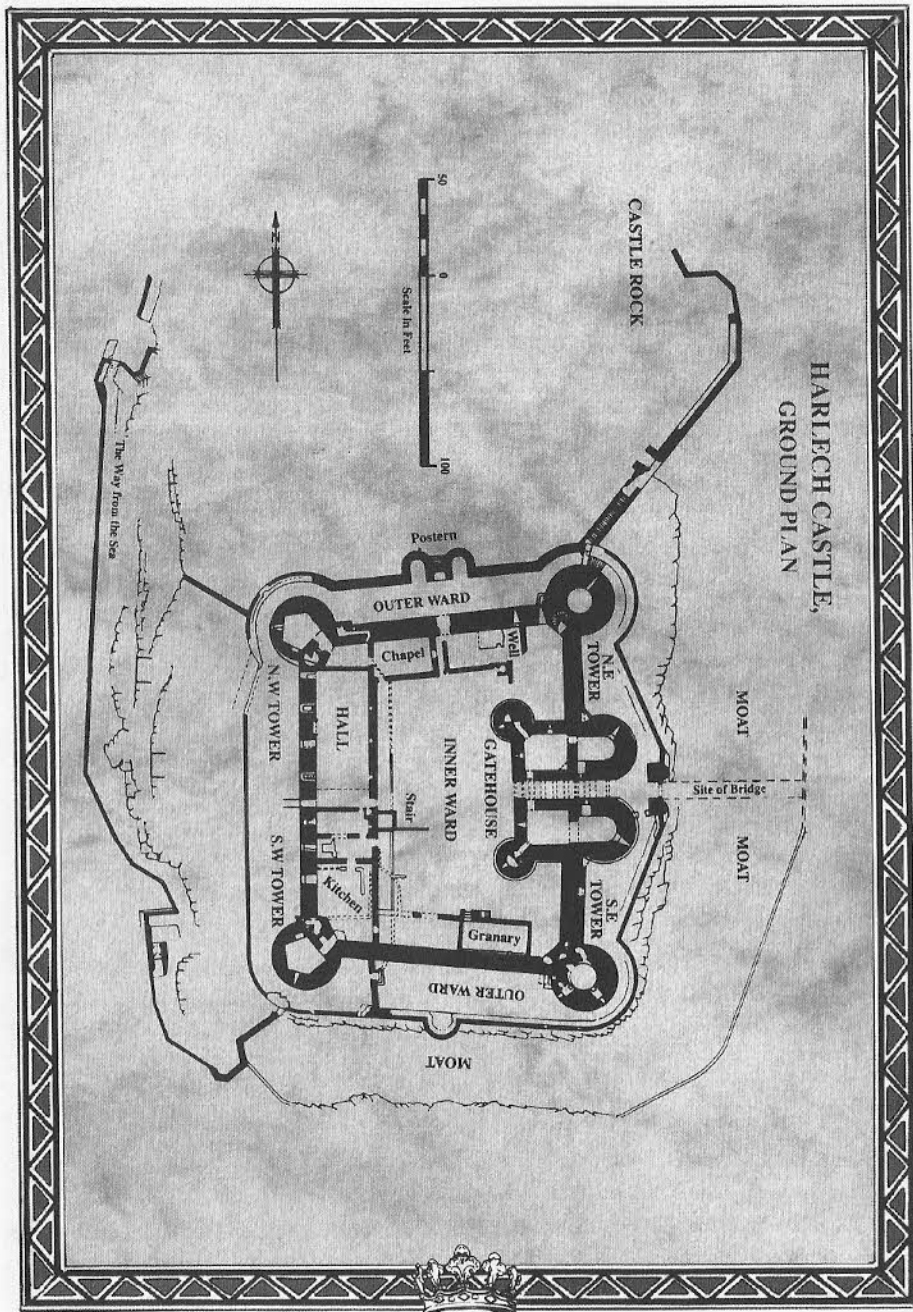 HARLECH CASTLE,
GROUND PLAN
CASTLE ROCK
50
0
100
Scale In Feet
N
The Way from the Sea
Postern
OUTER WARD
Chapel
Well
N.E
TOWER
N.W TOWER
HALL
INNER WARD
GATEHOUSE
MOAT
Site of Bridge
MOAT
Stair
S.W TOWER
Kitchen
Granary
S.E
TOWER
OUTER WARD
MOAT